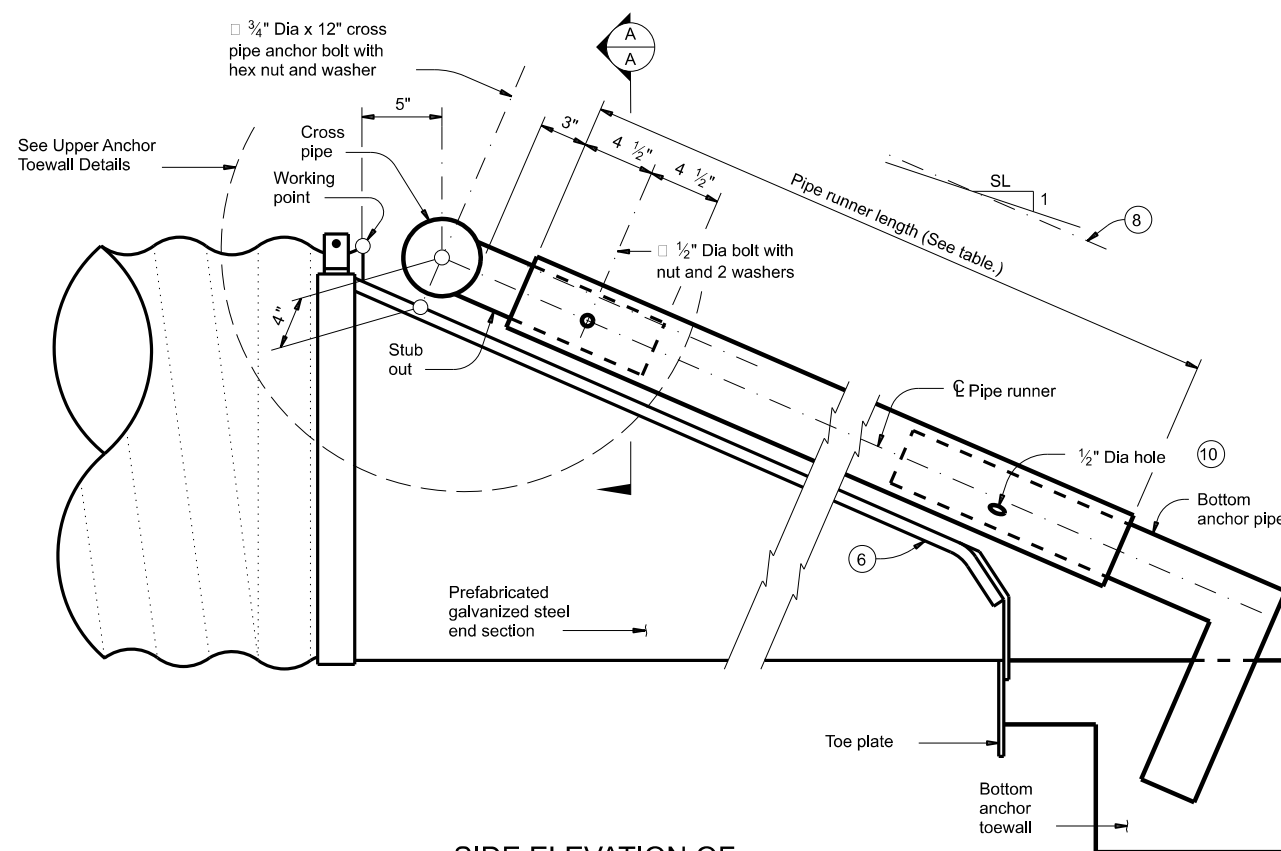 □ ¾" Dia x 12" cross
pipe anchor bolt with
hex nut and washer
A
A
5"
3"
4 ½"
4 ½"
See Upper Anchor
Toewall Details
Cross
pipe
Working
point
Pipe runner length (See table.)
SL
1
8
□ ½" Dia bolt with
nut and 2 washers
4"
Stub
out
℄ Pipe runner
½" Dia hole
10
Bottom
anchor pipe
6
Prefabricated
galvanized steel
end section
Toe plate
Bottom
anchor
toewall
SIDE ELEVATION OF